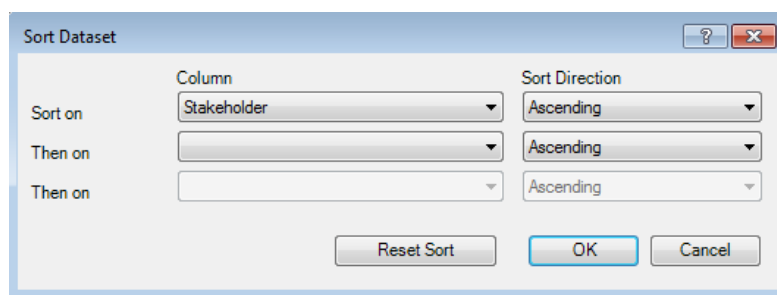 Sort Dataset
Column Sort Direction
Sort on Stakeholder Ascending
Then on Ascending
Then on Ascending
Reset Sort OK Cancel